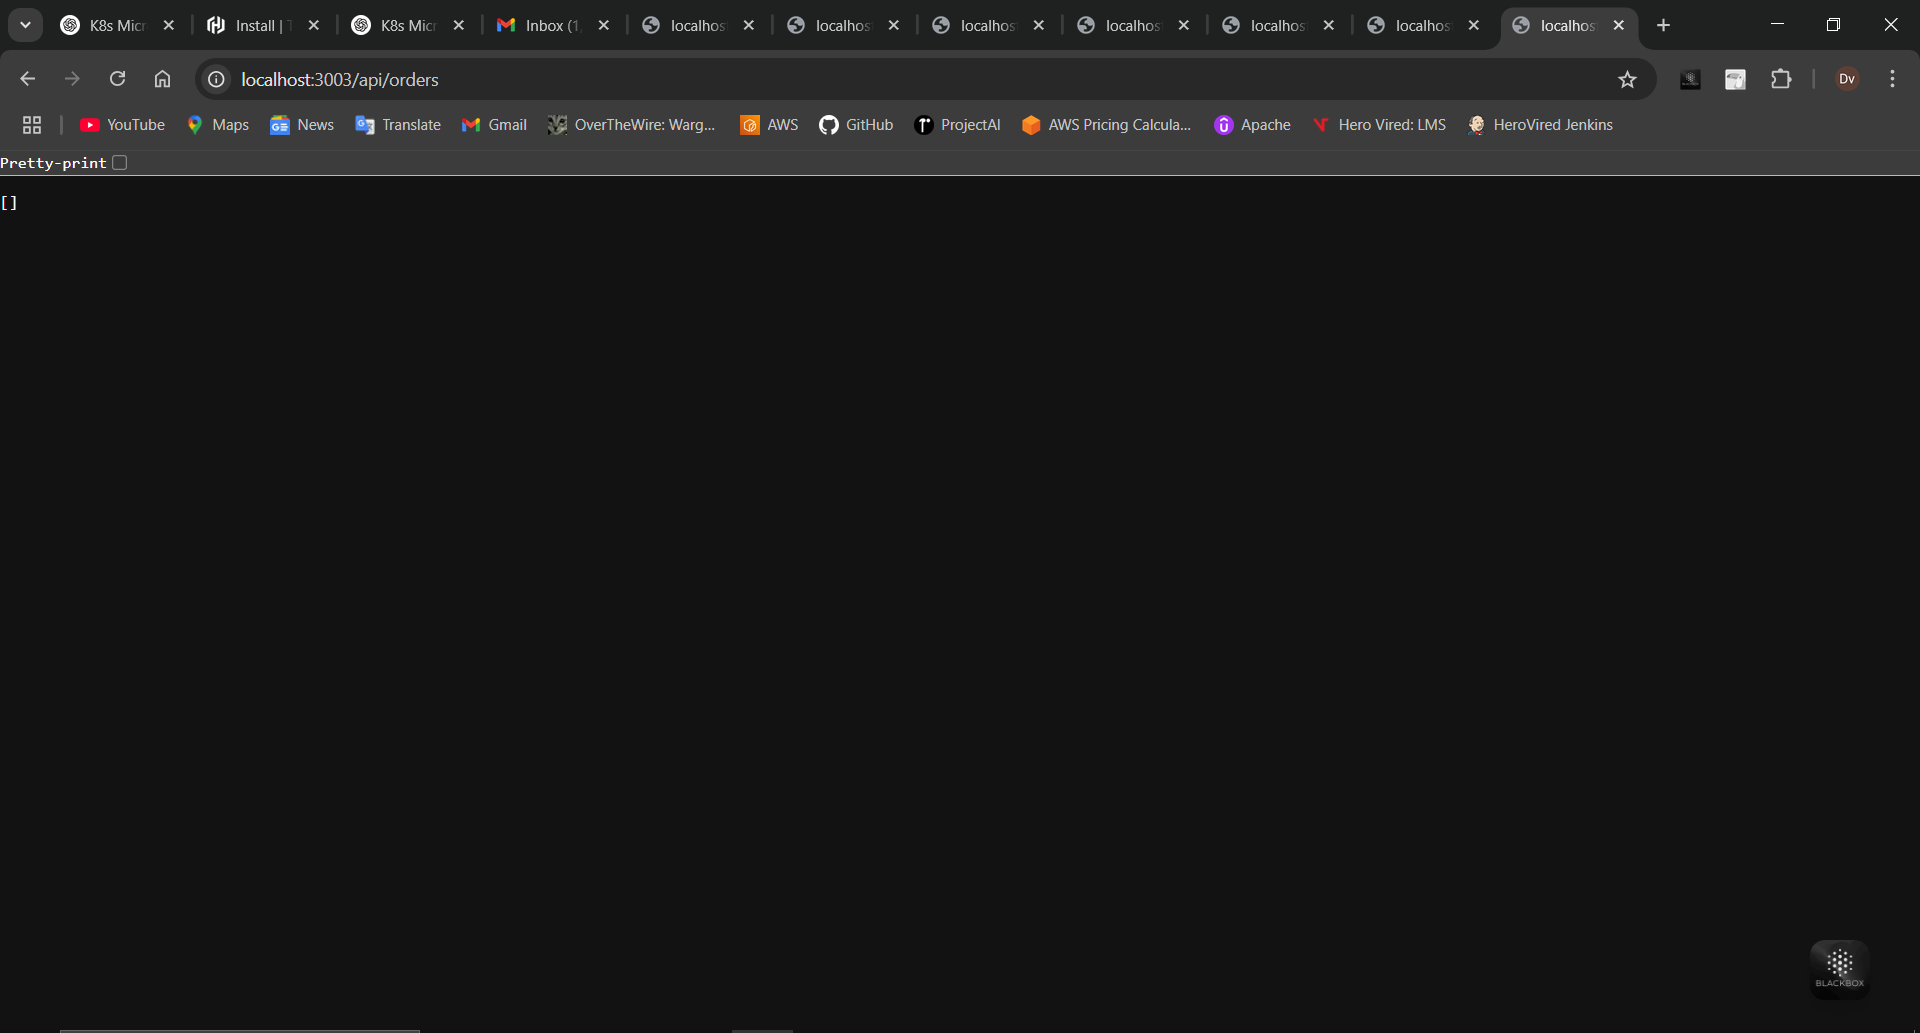 K8s Micr
Install | T
K8s Micr
Inbox (1,
localhos
localhos
localhos
localhos
localhos
localhos
localhos
localhost:3003/api/orders
Dv
YouTube
Maps
News
Translate
Gmail
OverTheWire: Warg...
AWS
GitHub
ProjectAI
AWS Pricing Calcula...
Apache
Hero Vired: LMS
HeroVired Jenkins
Pretty-print
[]
BLACKBOX